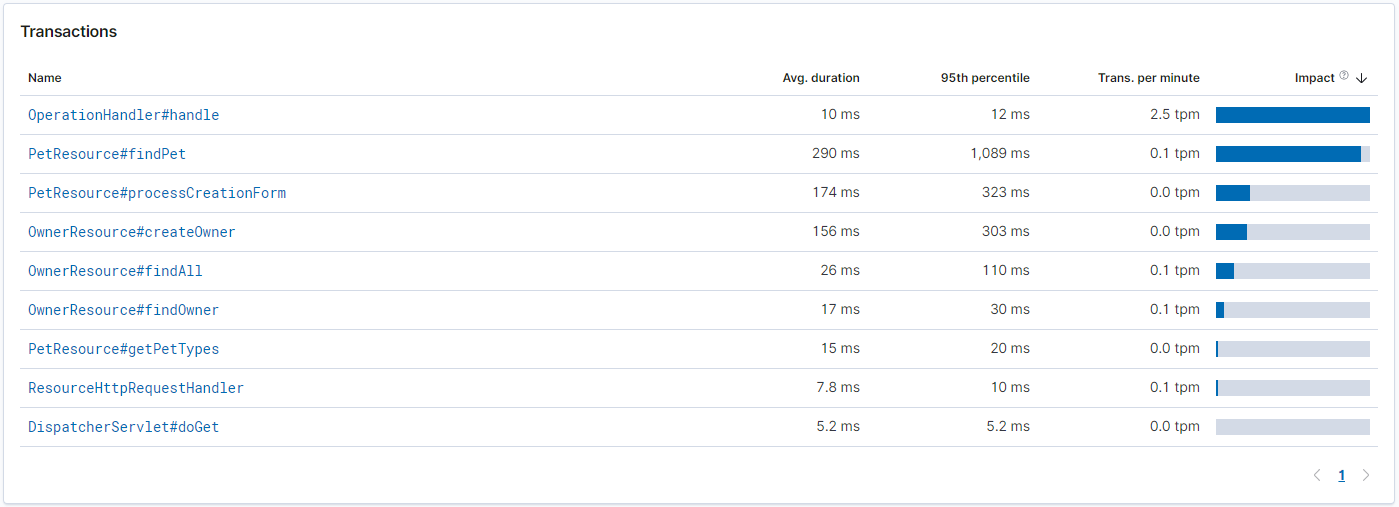 Transactions
Name Avg. duration 95th percentile Trans. per minute Impact
OperationHandler#handle 10 ms 12 ms 2.5 tpm
PetResource#findPet 290 ms 1,089 ms 0.1 tpm
PetResource#processCreationForm 174 ms 323 ms 0.0 tpm
OwnerResource#createOwner 156 ms 303 ms 0.0 tpm
OwnerResource#findAll 26 ms 110 ms 0.1 tpm
OwnerResource#findOwner 17 ms 30 ms 0.1 tpm
PetResource#getPetTypes 15 ms 20 ms 0.0 tpm
ResourceHttpRequestHandler 7.8 ms 10 ms 0.1 tpm
DispatcherServlet#doGet 5.2 ms 5.2 ms 0.0 tpm
1